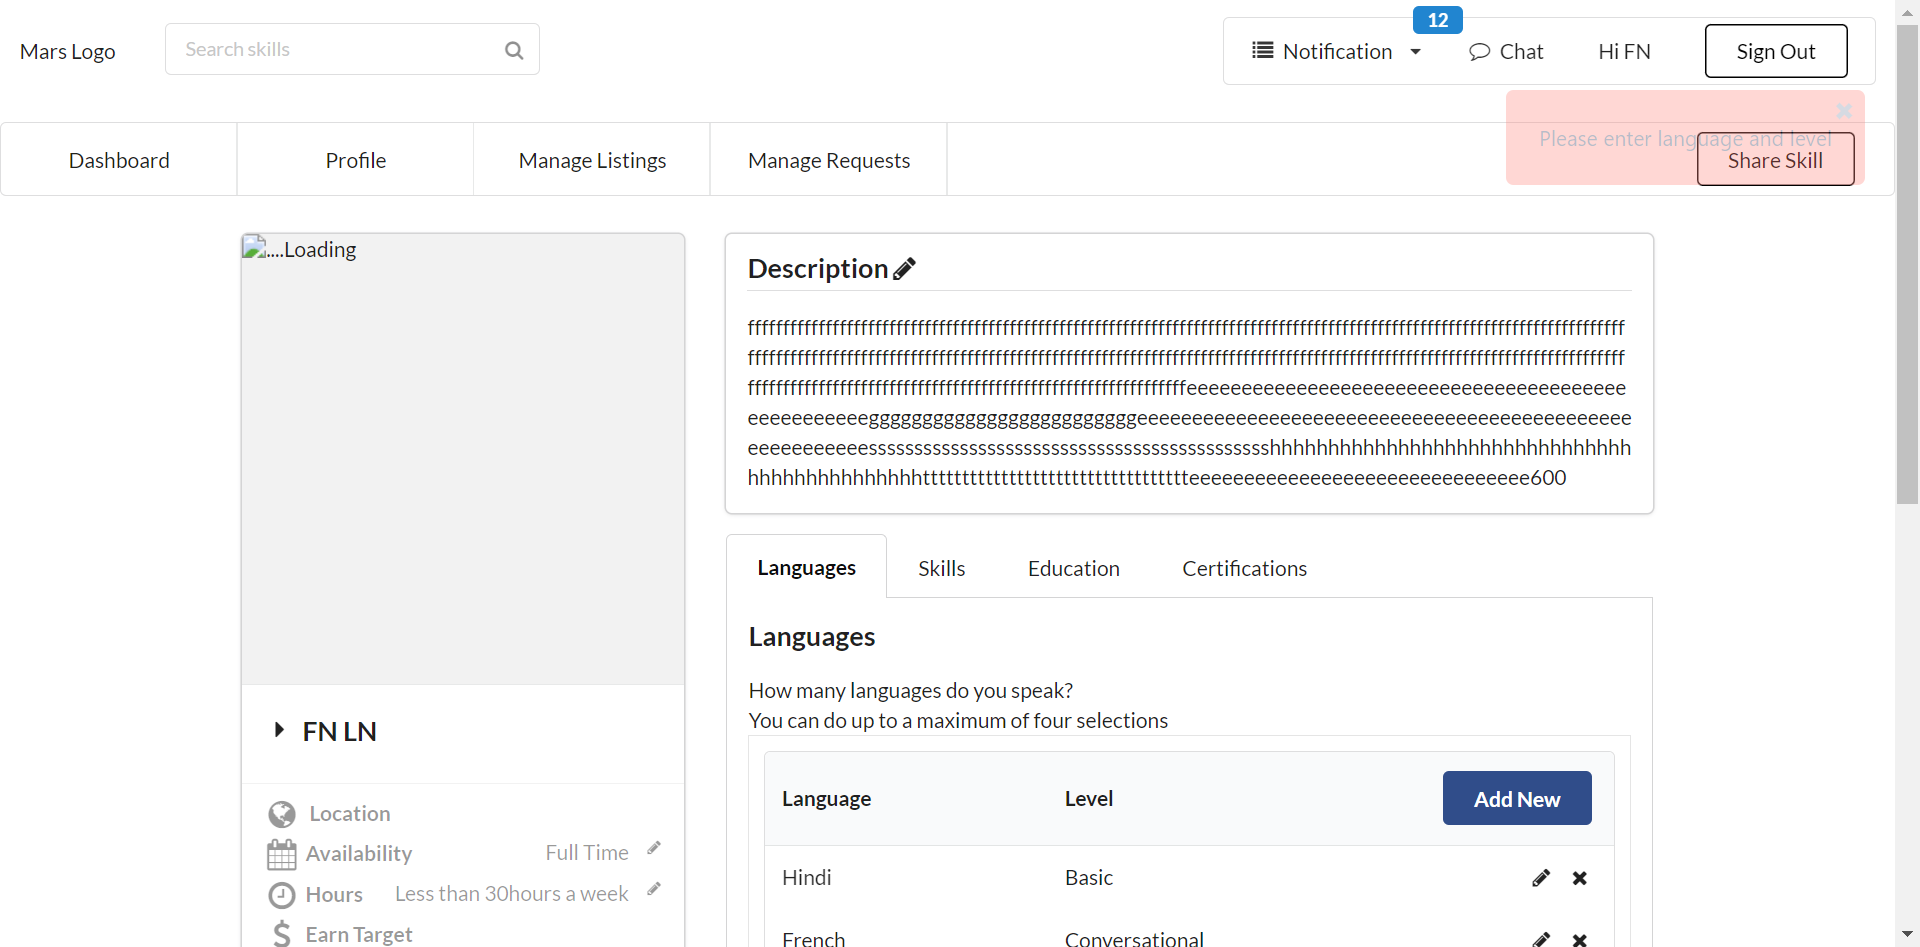 Mars Logo
Search skills
Notification
12
Chat
Hi FN
Sign Out
Please enter language and level
Dashboard
Profile
Manage Listings
Manage Requests
Share Skill
....Loading
Description
FN LN
Location
Availability
Full Time
Hours
Less than 30hours a week
Earn Target
Languages
Skills
Education
Certifications
Languages
How many languages do you speak?
You can do up to a maximum of four selections
Language
Level
Add New
Hindi
Basic
French
Conversational